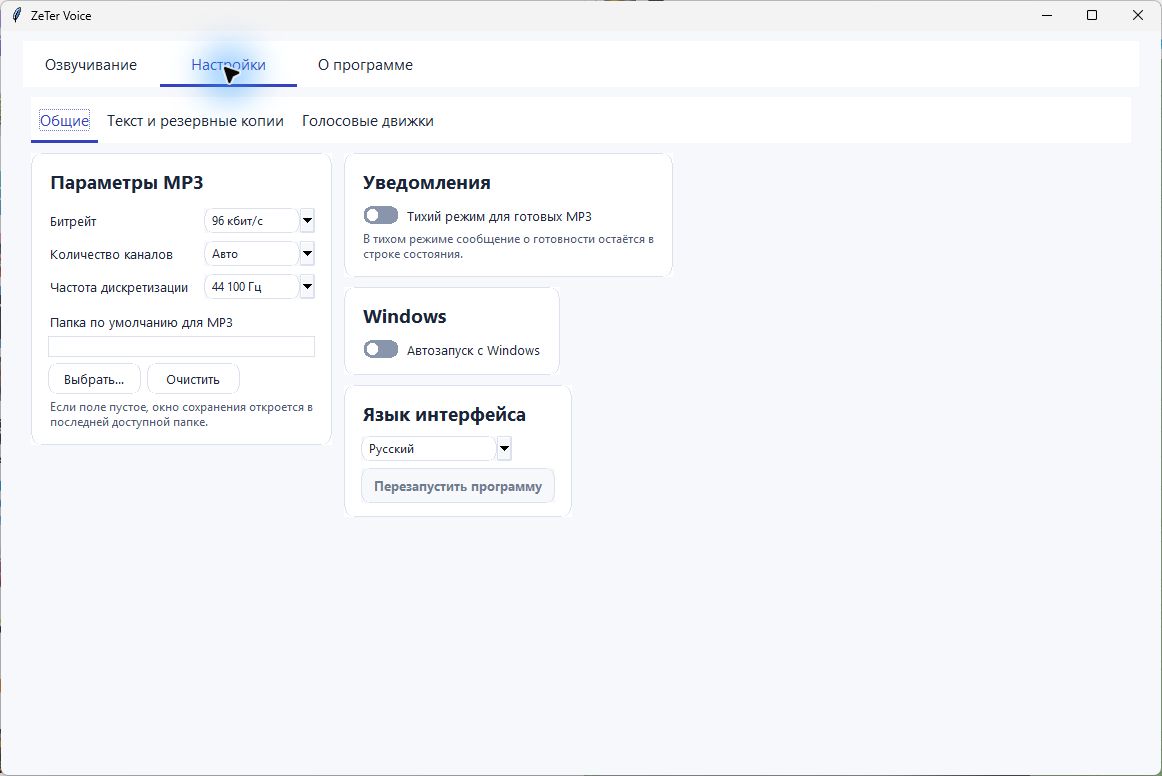 ZeTer Voice
Озвучивание
Настройки
О программе
Общие
Текст и резервные копии
Голосовые движки
Параметры MP3
Битрейт
96 кбит/с
Количество каналов
Авто
Частота дискретизации
44 100 Гц
Папка по умолчанию для MP3
Выбрать...
Очистить
Если поле пустое, окно сохранения откроется в
последней доступной папке.
Уведомления
Тихий режим для готовых MP3
В тихом режиме сообщение о готовности остаётся в
строке состояния.
Windows
Автозапуск с Windows
Язык интерфейса
Русский
Перезапустить программу